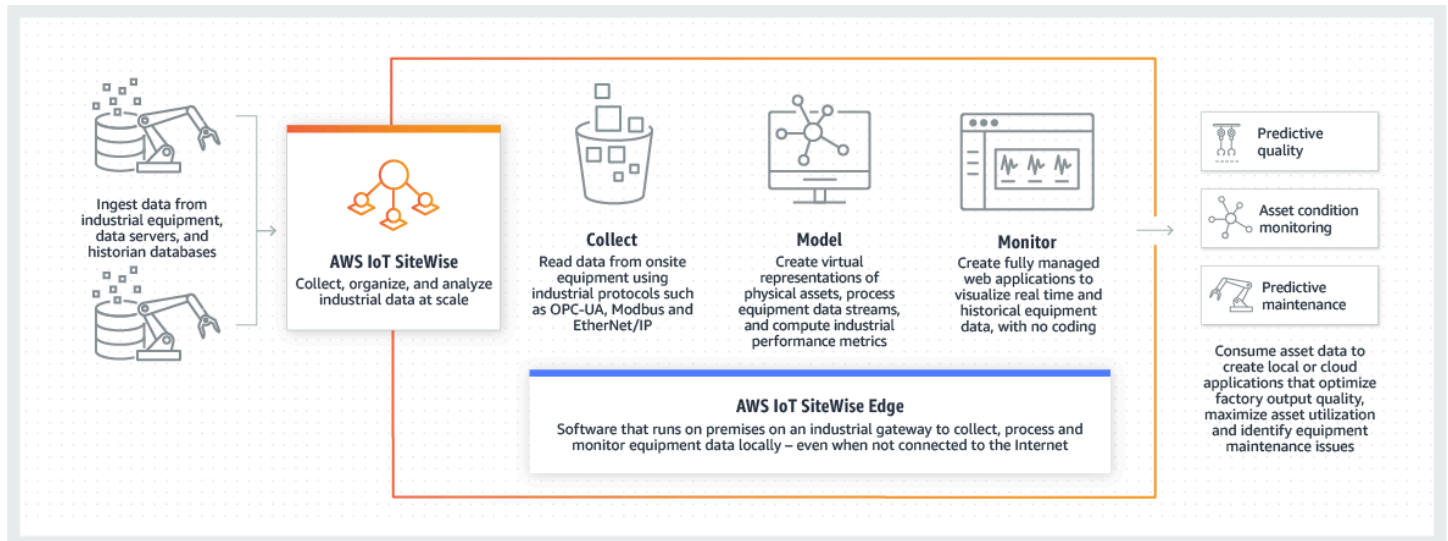 Ingest data from
industrial equipment,
data servers, and
historian databases
AWS IoT SiteWise
Collect, organize, and analyze
industrial data at scale
Collect
Read data from onsite
equipment using
industrial protocols such
as OPC-UA, Modbus and
EtherNet/IP
Model
Create virtual
representations of
physical assets, process
equipment data streams,
and compute industrial
performance metrics
Monitor
Create fully managed
web applications to
visualize real time and
historical equipment
data, with no coding
AWS IoT SiteWise Edge
Software that runs on premises on an industrial gateway to collect, process and
monitor equipment data locally – even when not connected to the Internet
Predictive
quality
Asset condition
monitoring
Predictive
maintenance
Consume asset data to
create local or cloud
applications that optimize
factory output quality,
maximize asset utilization
and identify equipment
maintenance issues